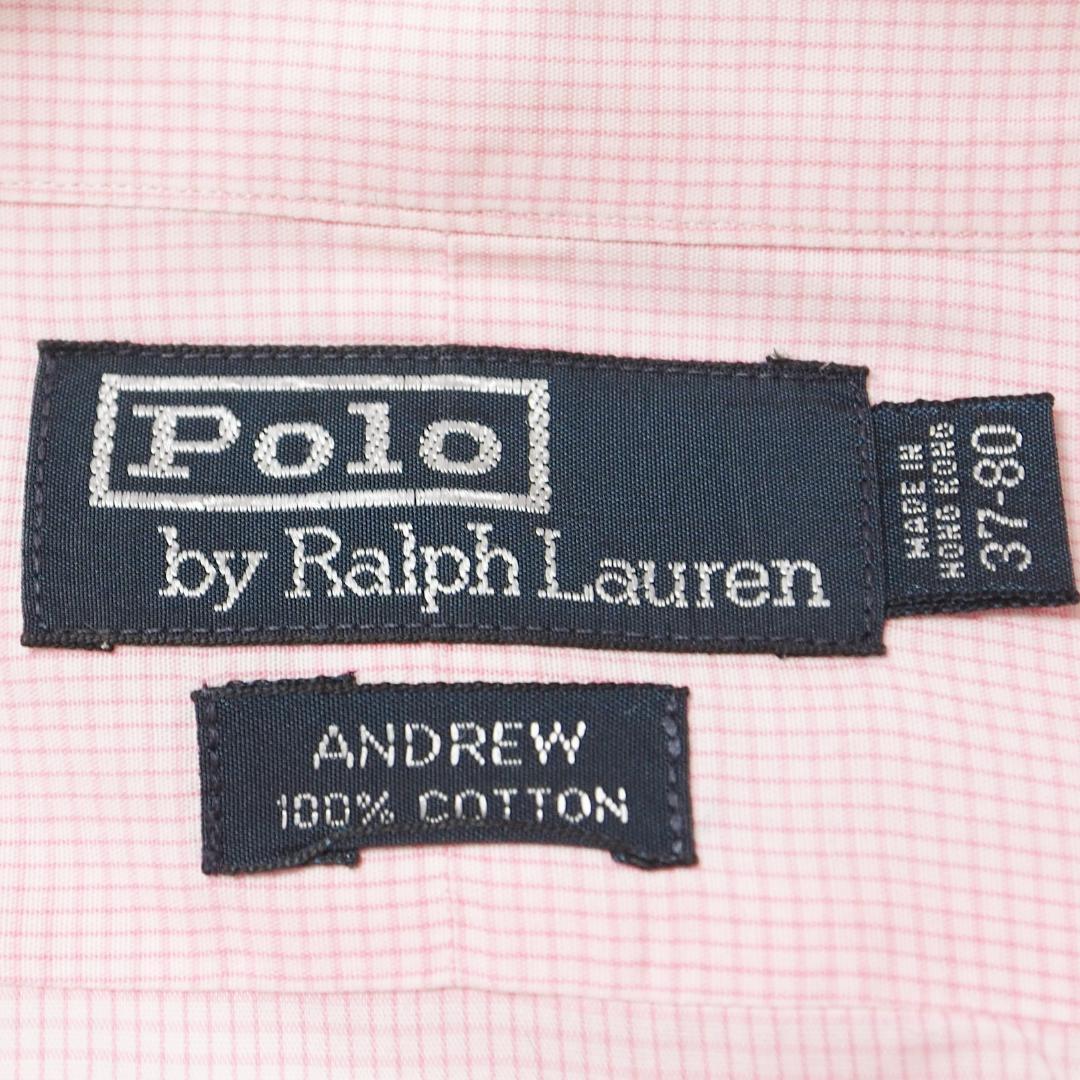 Polo
by Ralph Lauren
MADE IN
HONG KONG
37-80
ANDREW
100% COTTON